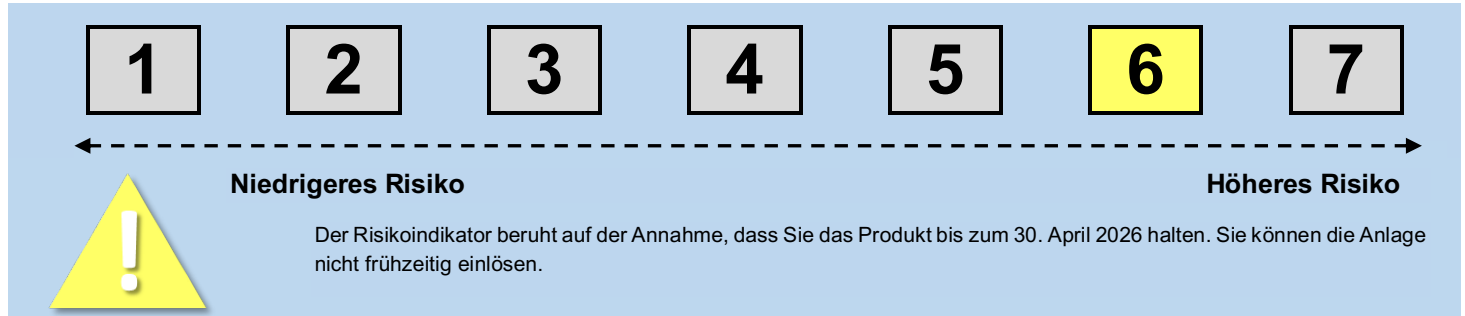 1 2 3 4 5 6 7
Niedrigeres Risiko Höheres Risiko
!
Der Risikoindikator beruht auf der Annahme, dass Sie das Produkt bis zum 30. April 2026 halten. Sie können die Anlage
nicht frühzeitig einlösen.